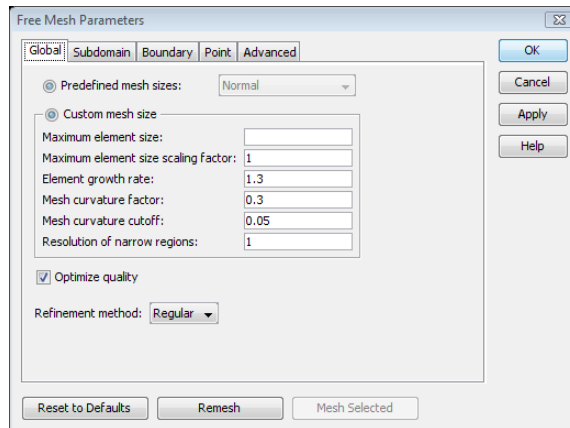 Free Mesh Parameters
Global Subdomain Boundary Point Advanced
OK
Predefined mesh sizes: Normal
Cancel
Custom mesh size
Apply
Maximum element size:
Help
Maximum element size scaling factor: 1
Element growth rate: 1.3
Mesh curvature factor: 0.3
Mesh curvature cutoff: 0.05
Resolution of narrow regions: 1
Optimize quality
Refinement method: Regular
Reset to Defaults Remesh Mesh Selected